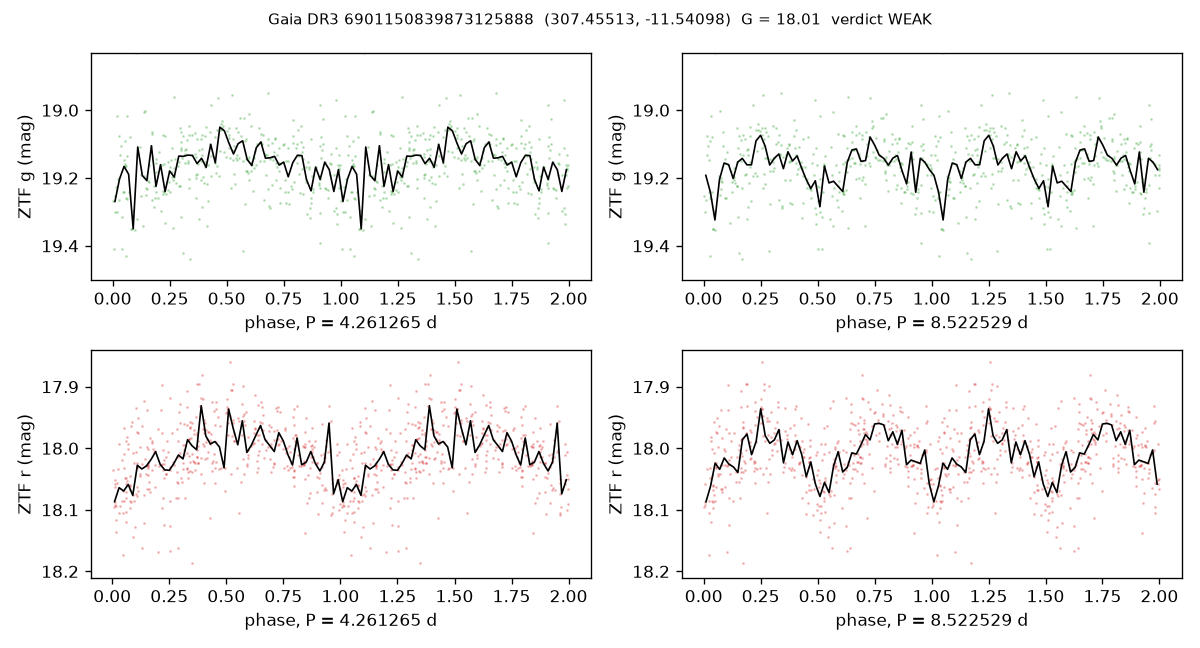 Gaia DR3 6901150839873125888  (307.45513, -11.54098)  G = 18.01  verdict WEAK
ZTF g (mag)
19.0
19.2
19.4
0.00 0.25 0.50 0.75 1.00 1.25 1.50 1.75 2.00
phase, P = 4.261265 d
ZTF g (mag)
19.0
19.2
19.4
0.00 0.25 0.50 0.75 1.00 1.25 1.50 1.75 2.00
phase, P = 8.522529 d
ZTF r (mag)
17.9
18.0
18.1
18.2
0.00 0.25 0.50 0.75 1.00 1.25 1.50 1.75 2.00
phase, P = 4.261265 d
ZTF r (mag)
17.9
18.0
18.1
18.2
0.00 0.25 0.50 0.75 1.00 1.25 1.50 1.75 2.00
phase, P = 8.522529 d